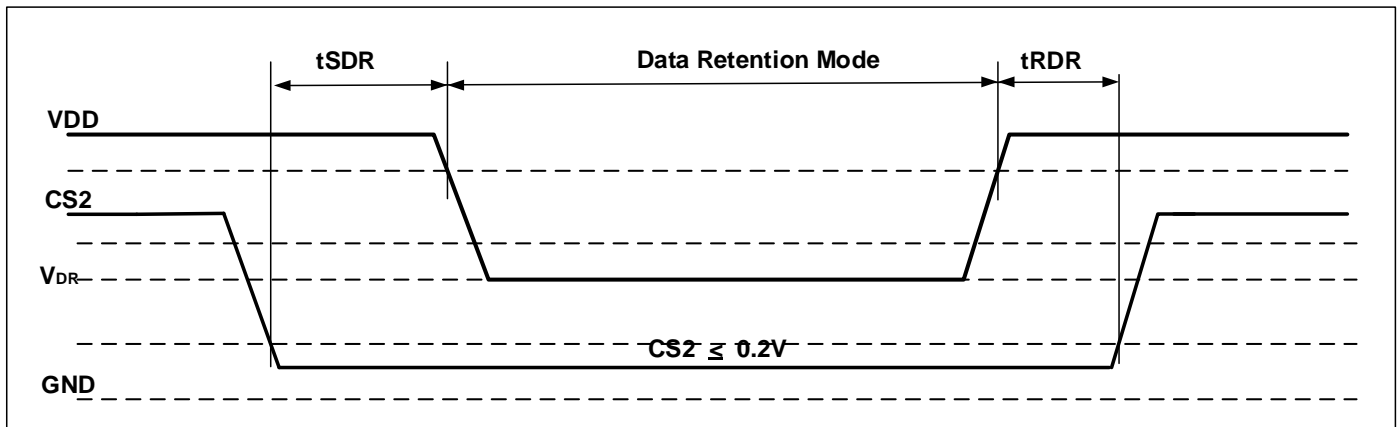 tSDR
Data Retention Mode
tRDR
VDD
CS2
VDR
CS2 ≤ 0.2V
GND